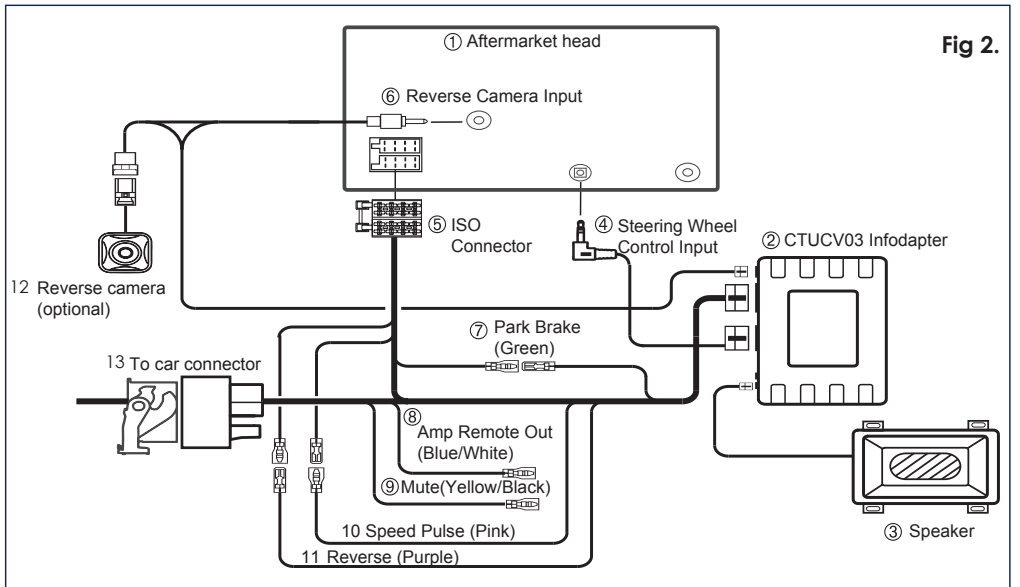 Fig 2.
① Aftermarket head
⑥ Reverse Camera Input
⑤ ISO
Connector
④ Steering Wheel
Control Input
② CTUCV03 Infodapter
12 Reverse camera
(optional)
⑦ Park Brake
(Green)
13 To car connector
⑧
Amp Remote Out
(Blue/White)
⑨ Mute(Yellow/Black)
10 Speed Pulse (Pink)
11 Reverse (Purple)
③ Speaker